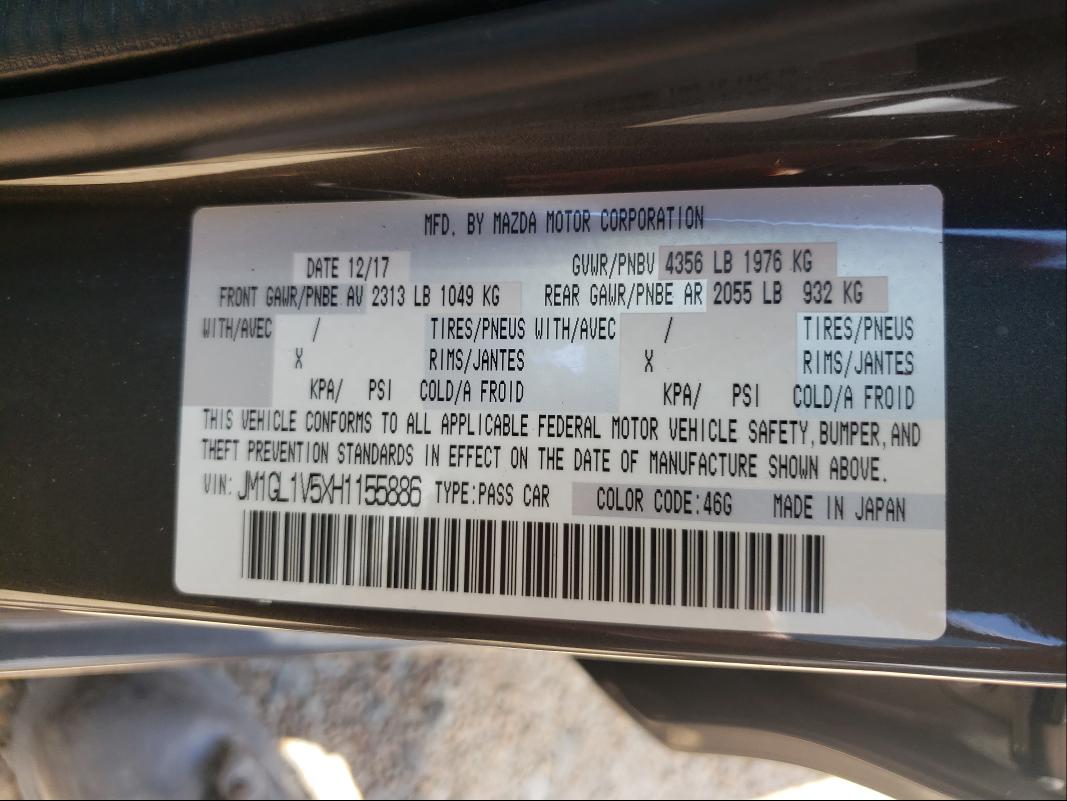 MFD. BY MAZDA MOTOR CORPORATION
DATE 12/17 GVWR/PNBV 4356 LB 1976 KG
FRONT GAWR/PNBE AV 2313 LB 1049 KG REAR GAWR/PNBE AR 2055 LB 932 KG
WITH/AVEC / TIRES/PNEUS WITH/AVEC / TIRES/PNEUS
X RIMS/JANTES X RIMS/JANTES
KPA/ PSI COLD/A FROID KPA/ PSI COLD/A FROID
THIS VEHICLE CONFORMS TO ALL APPLICABLE FEDERAL MOTOR VEHICLE SAFETY, BUMPER, AND
THEFT PREVENTION STANDARDS IN EFFECT ON THE DATE OF MANUFACTURE SHOWN ABOVE.
VIN: JM1GL1V5XH1155886 TYPE:PASS CAR COLOR CODE:46G MADE IN JAPAN